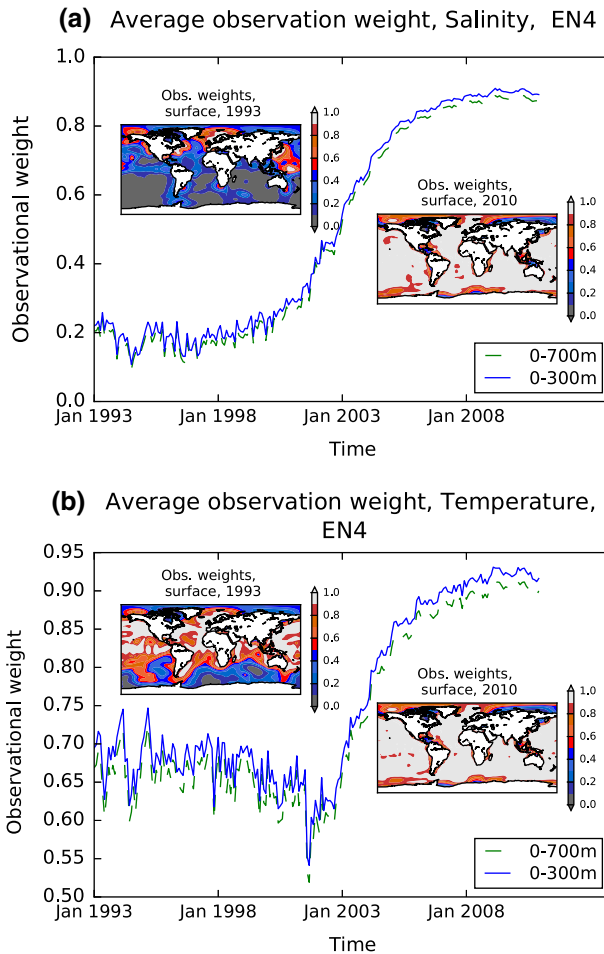 (a) Average observation weight, Salinity, EN4
Observational weight
1.0
0.8
0.6
0.4
0.2
0.0
Obs. weights,
surface, 1993
1.0
0.8
0.6
0.4
0.2
0.0
Obs. weights,
surface, 2010
1.0
0.8
0.6
0.4
0.2
0.0
0-700m
0-300m
Jan 1993
Jan 1998
Jan 2003
Jan 2008
Time
(b) Average observation weight, Temperature,
EN4
Observational weight
0.95
0.90
0.85
0.80
0.75
0.70
0.65
0.60
0.55
0.50
Obs. weights,
surface, 1993
1.0
0.8
0.6
0.4
0.2
0.0
Obs. weights,
surface, 2010
1.0
0.8
0.6
0.4
0.2
0.0
0-700m
0-300m
Jan 1993
Jan 1998
Jan 2003
Jan 2008
Time